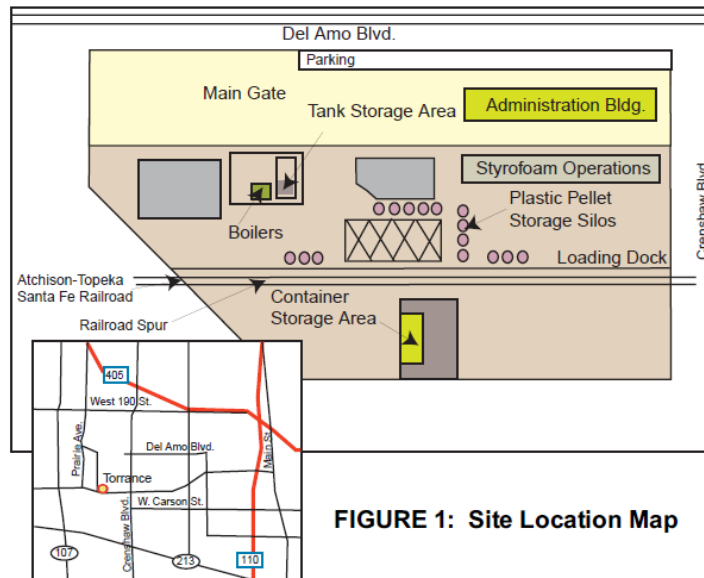 Del Amo Blvd.
Parking
Main Gate
Tank Storage Area
Administration Bldg.
Styrofoam Operations
Crenshaw Blvd.
Plastic Pellet
Storage Silos
Boilers
Loading Dock
Atchison-Topeka
Santa Fe Railroad
Container
Storage Area
Railroad Spur
405
West 190 St.
Prairie Ave.
Del Amo Blvd.
Main St.
Torrance
W. Carson St.
Crenshaw Blvd.
107
213
110
FIGURE 1: Site Location Map